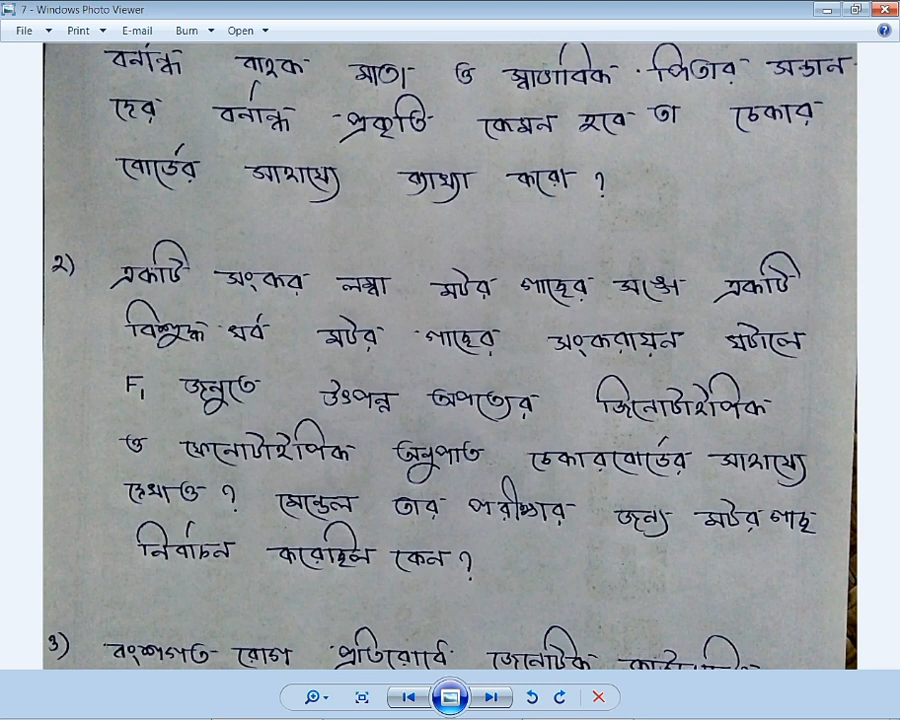 7 - Windows Photo Viewer
File Print E-mail Burn Open
বর্নান্ধ বাহক মাতা ও স্বাভাবিক পিতার সন্তান
দের বর্নান্ধ প্রকৃতি কেমন হবে তা চেকার
বোর্ডের সাহায্যে ব্যাখ্যা করো ?
২) একটি সংকর লম্বা মটর গাছের সঙ্গে একটি
বিশুদ্ধ খর্ব মটর গাছের সংকরায়ন ঘটালে
F₁ জনুতে উৎপন্ন অপত্যের জিনোটাইপিক
ও ফেনোটাইপিক অনুপাত চেকারবোর্ডের সাহায্যে
দেখাও ? মেন্ডেল তার পরীক্ষার জন্য মটর গাছ
নির্বাচন করেছিল কেন ?
৩) বংশগত রোগ প্রতিরোধে জেনেটিক